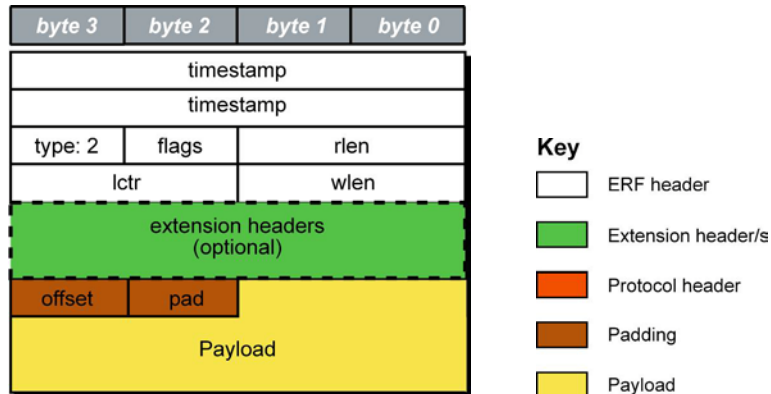 byte 3 byte 2 byte 1 byte 0
timestamp
timestamp
type: 2 flags rlen
lctr wlen
extension headers
(optional)
offset pad
Payload
Key
ERF header
Extension header/s
Protocol header
Padding
Payload